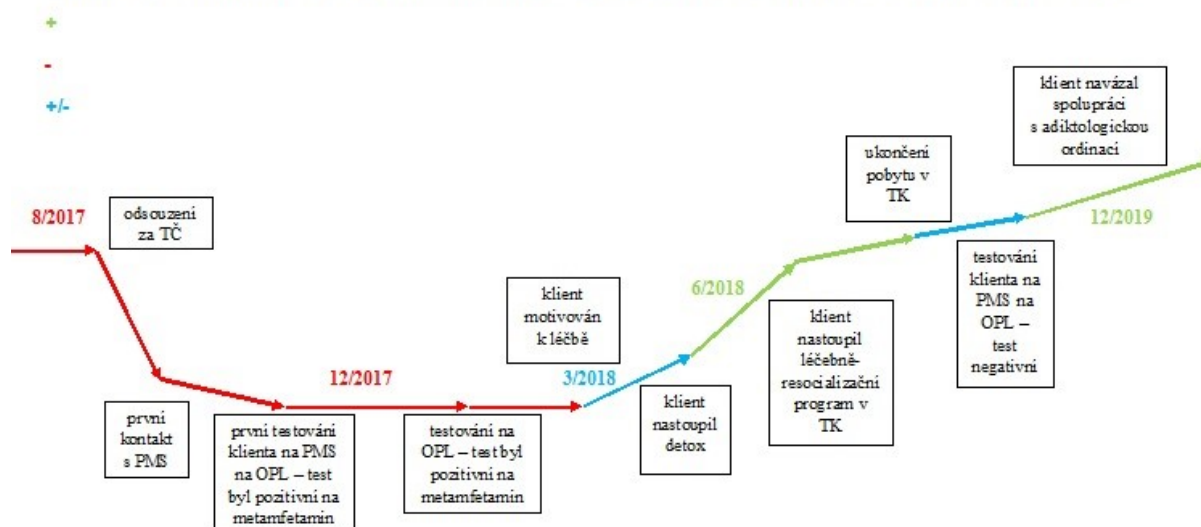 +
-
+/-
8/2017
odsouzení
za TČ
první
kontakt
s PMS
první testování
klienta na PMS
na OPL – test
byl pozitivní na
metamfetamin
12/2017
testování na
OPL – test byl
pozitivní na
metamfetamin
klient
motivován
k léčbě
3/2018
klient
nastoupil
detox
6/2018
klient
nastoupil
léčebně-
resocializační
program v
TK
ukončení
pobytu v
TK
testování
klienta na
PMS na
OPL –
test
negativní
klient navázal
spolupráci
s adiktologickou
ordinací
12/2019